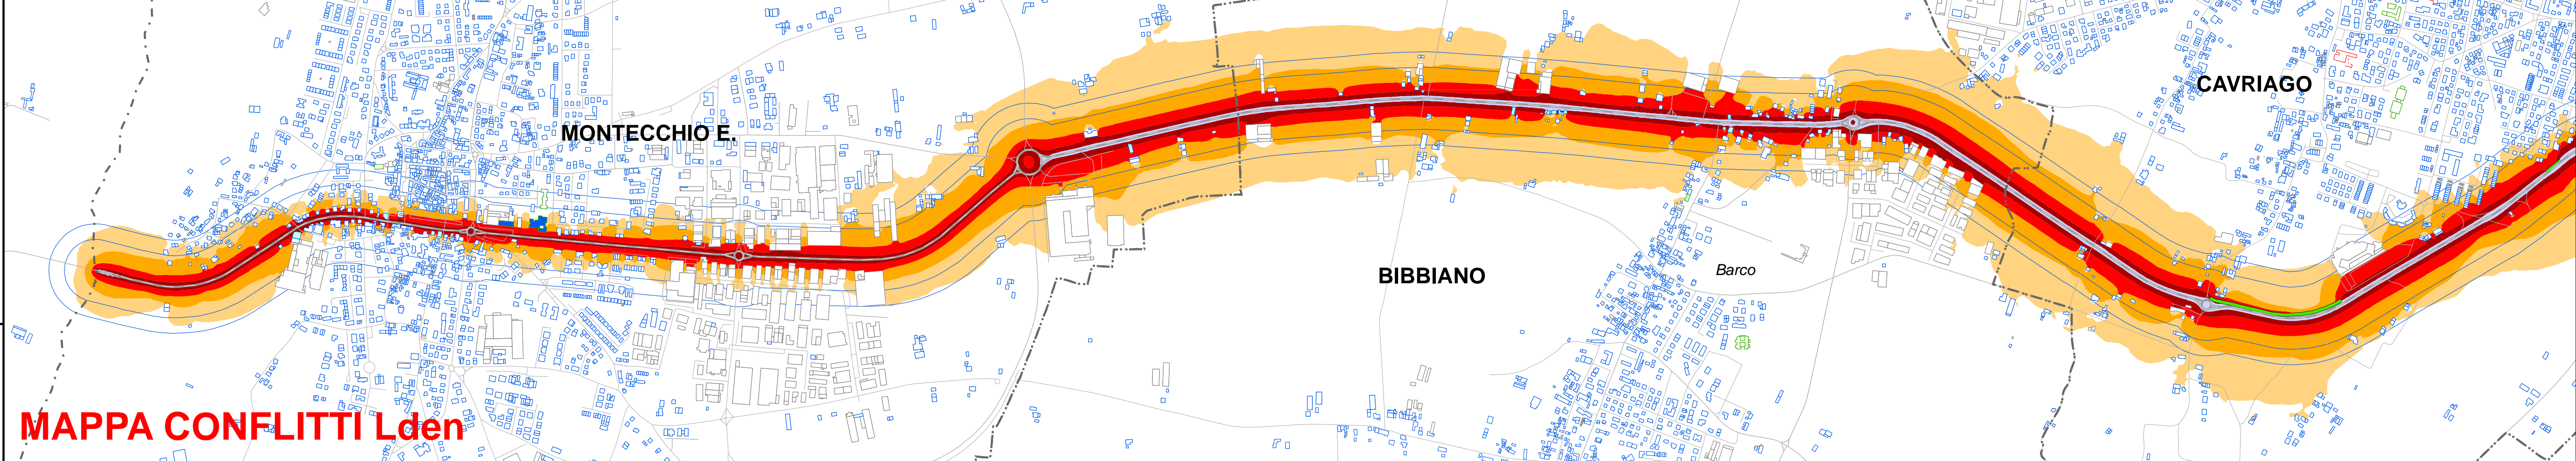 CAVRIAGO
MONTECCHIO E.
BIBBIANO
Barco
MAPPA CONFLITTI Lden